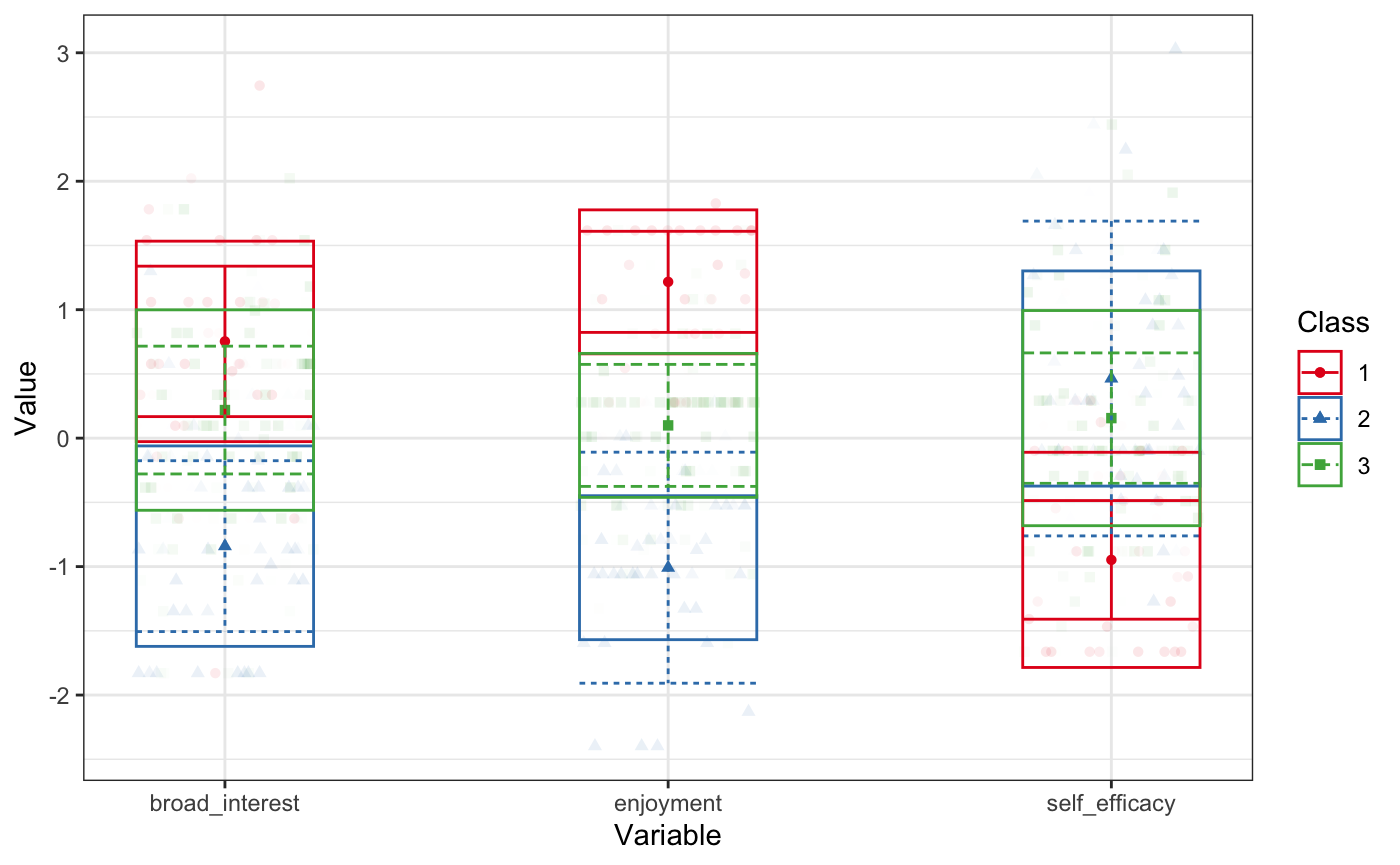 3
2
1
0
-1
-2
Value
broad_interest enjoyment self_efficacy
Variable
Class
1
2
3